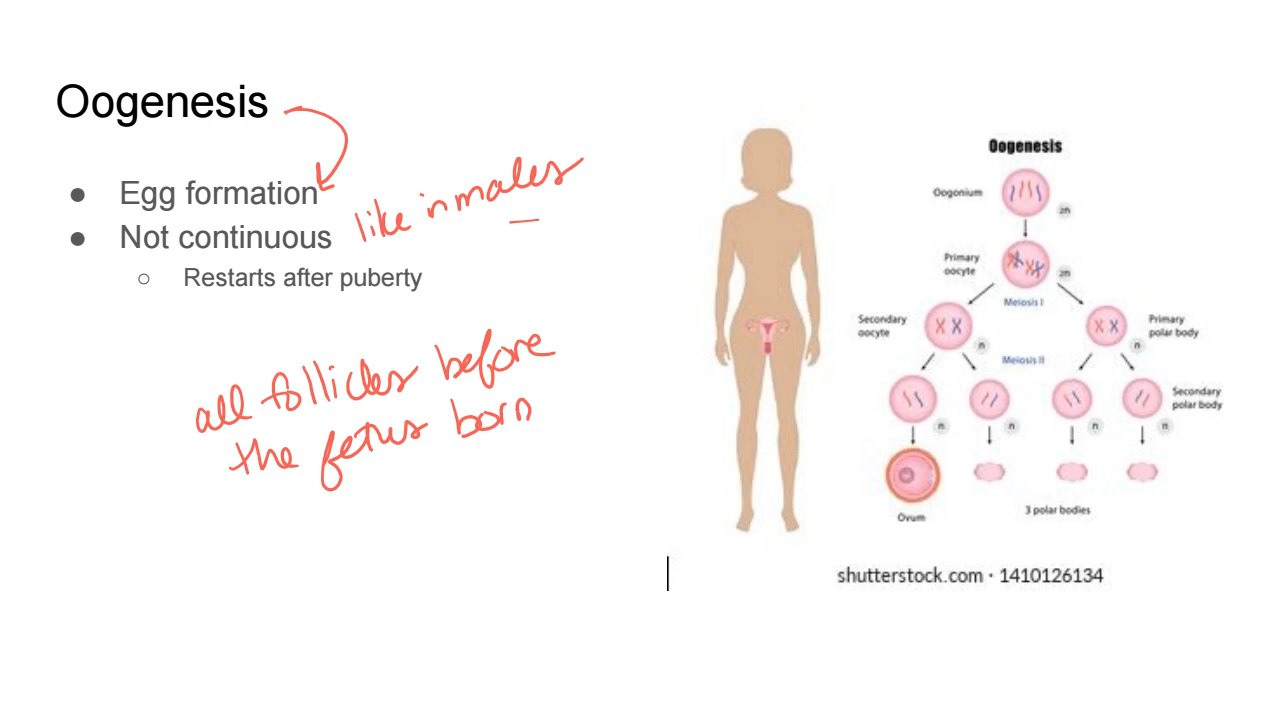 Oogenesis
● Egg formation
● Not continuous like in males
○ Restarts after puberty
all follicles before
the fetus born
Oogenesis
Oogonium
2n
Primary
oocyte
2n
Meiosis I
Secondary
oocyte
n
Primary
polar body
n
Meiosis II
Secondary
polar body
n
n
n
n
Ovum
3 polar bodies
shutterstock.com · 1410126134